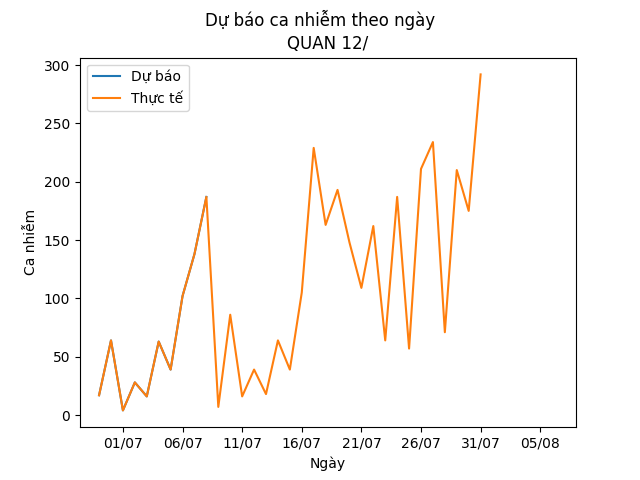 Dự báo ca nhiễm theo ngày
QUAN 12/
Dự báo
Thực tế
Ca nhiễm
300
250
200
150
100
50
0
01/07 06/07 11/07 16/07 21/07 26/07 31/07 05/08
Ngày